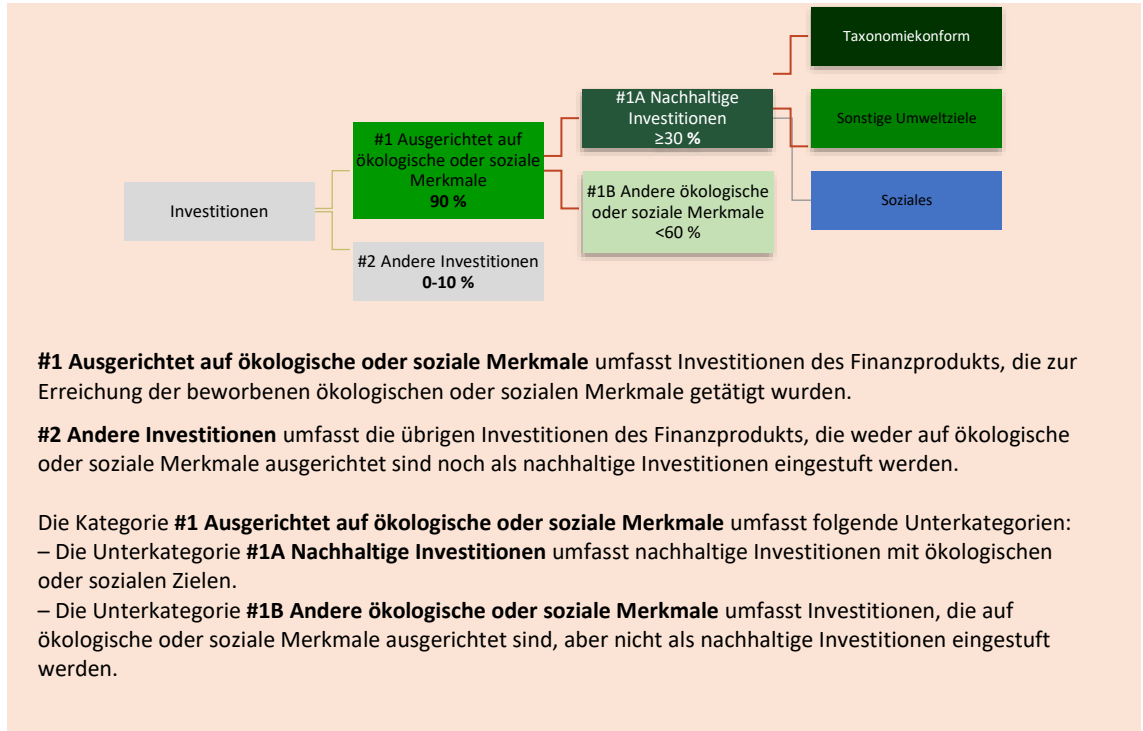 Taxonomiekonform
#1A Nachhaltige
Investitionen
≥30 %
Sonstige Umweltziele
#1 Ausgerichtet auf
ökologische oder soziale
Merkmale
90 %
Investitionen
#1B Andere ökologische
oder soziale Merkmale
<60 %
Soziales
#2 Andere Investitionen
0-10 %
#1 Ausgerichtet auf ökologische oder soziale Merkmale umfasst Investitionen des Finanzprodukts, die zur
Erreichung der beworbenen ökologischen oder sozialen Merkmale getätigt wurden.
#2 Andere Investitionen umfasst die übrigen Investitionen des Finanzprodukts, die weder auf ökologische
oder soziale Merkmale ausgerichtet sind noch als nachhaltige Investitionen eingestuft werden.
Die Kategorie #1 Ausgerichtet auf ökologische oder soziale Merkmale umfasst folgende Unterkategorien:
– Die Unterkategorie #1A Nachhaltige Investitionen umfasst nachhaltige Investitionen mit ökologischen
oder sozialen Zielen.
– Die Unterkategorie #1B Andere ökologische oder soziale Merkmale umfasst Investitionen, die auf
ökologische oder soziale Merkmale ausgerichtet sind, aber nicht als nachhaltige Investitionen eingestuft
werden.